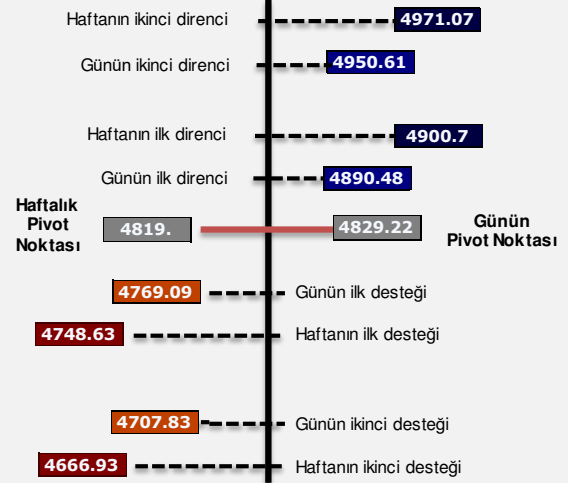 Haftanın ikinci direnci 4971.07
Günün ikinci direnci 4950.61
Haftanın ilk direnci 4900.7
Günün ilk direnci 4890.48
Haftalık
Pivot
Noktası
4819.
4829.22
Günün
Pivot Noktası
4769.09 Günün ilk desteği
4748.63 Haftanın ilk desteği
4707.83 Günün ikinci desteği
4666.93 Haftanın ikinci desteği